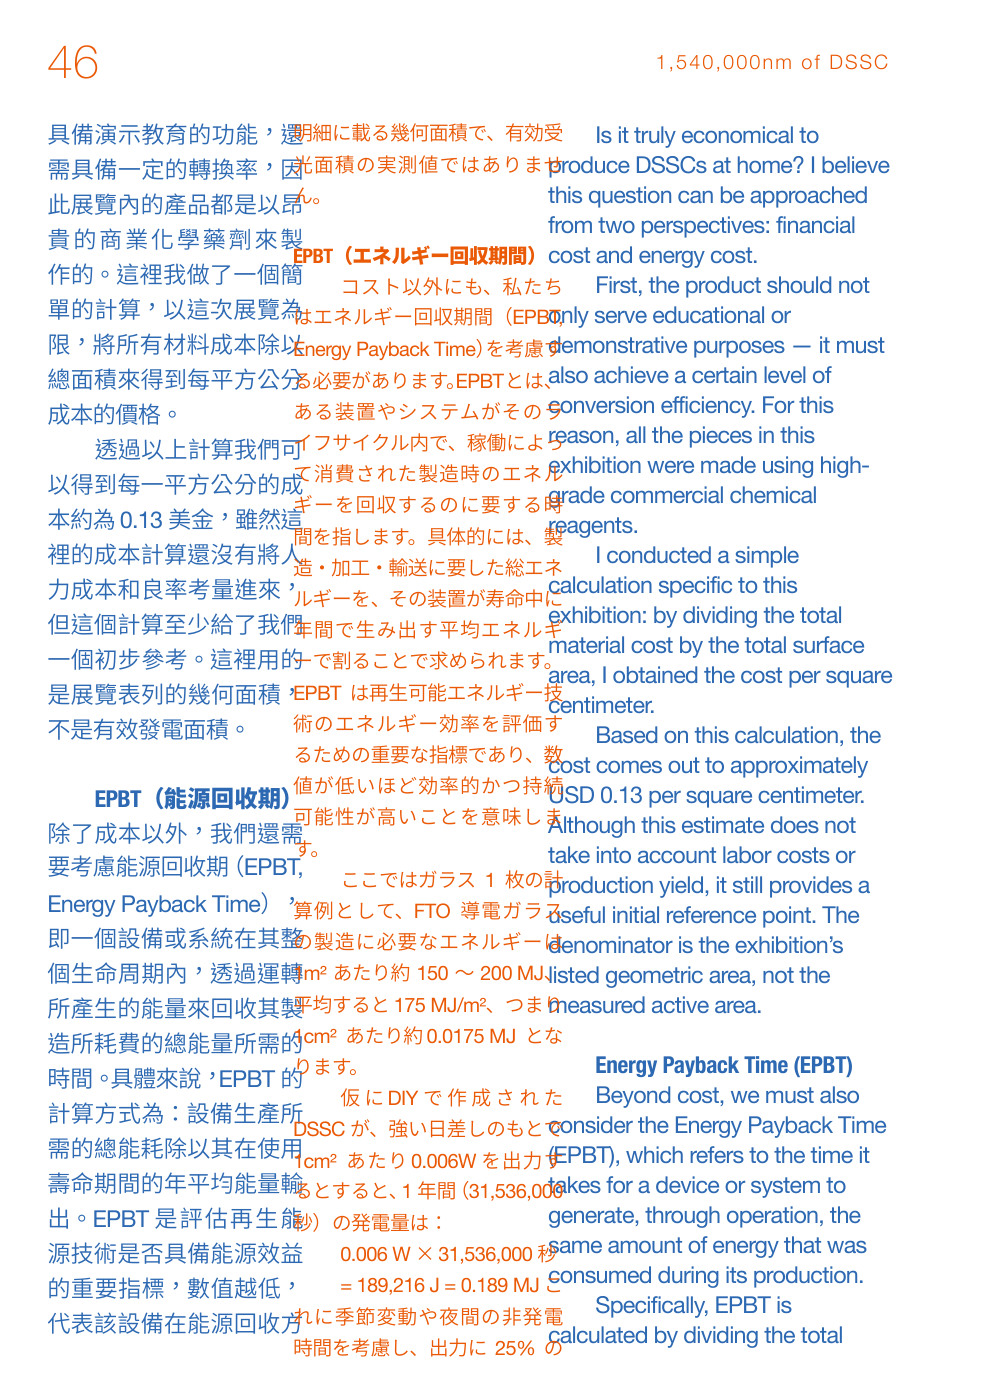 46
1,540,000nm of DSSC
具備演示教育的功能，還
需具備一定的轉換率，因
此展覽內的產品都是以昂
貴的商業化學藥劑來製
作的。這裡我做了一個簡
單的計算，以這次展覽為
限，將所有材料成本除以
總面積來得到每平方公分
成本的價格。
透過以上計算我們可
以得到每一平方公分的成
本約為 0.13 美金，雖然這
裡的成本計算還沒有將人
力成本和良率考量進來，
但這個計算至少給了我們
一個初步參考。這裡用的
是展覽表列的幾何面積，
不是有效發電面積。
EPBT（能源回收期）
除了成本以外，我們還需
要考慮能源回收期（EPBT,
Energy Payback Time），
即一個設備或系統在其整
個生命周期內，透過運轉
所產生的能量來回收其製
造所耗費的總能量所需的
時間。具體來說，EPBT 的
計算方式為：設備生產所
需的總能耗除以其在使用
壽命期間的年平均能量輸
出。EPBT 是評估再生能
源技術是否具備能源效益
的重要指標，數值越低，
代表該設備在能源回收方
明細に載る幾何面積で、有効受
光面積の実測値ではありませ
ん。
EPBT（エネルギー回収期間）
コスト以外にも、私たち
はエネルギー回収期間（EPBT,
Energy Payback Time）を考慮す
る必要があります。EPBTとは、
ある装置やシステムがそのラ
イフサイクル内で、稼働によっ
て消費された製造時のエネル
ギーを回収するのに要する時
間を指します。具体的には、製
造・加工・輸送に要した総エネ
ルギーを、その装置が寿命中に
年間で生み出す平均エネルギ
ーで割ることで求められます。
EPBT は再生可能エネルギー技
術のエネルギー効率を評価す
るための重要な指標であり、数
値が低いほど効率的かつ持続
可能性が高いことを意味しま
す。
ここではガラス 1 枚の計
算例として、FTO 導電ガラス
の製造に必要なエネルギーは
1m² あたり約 150 〜 200 MJ、
平均すると 175 MJ/m²、つまり
1cm² あたり約 0.0175 MJ とな
ります。
仮に DIY で作成された
DSSC が、強い日差しのもとで
1cm² あたり 0.006W を出力す
るとすると、1 年間（31,536,000
秒）の発電量は：
0.006 W × 31,536,000 秒
= 189,216 J = 0.189 MJ こ
れに季節変動や夜間の非発電
時間を考慮し、出力に 25% の
Is it truly economical to
produce DSSCs at home? I believe
this question can be approached
from two perspectives: financial
cost and energy cost.
First, the product should not
only serve educational or
demonstrative purposes — it must
also achieve a certain level of
conversion efficiency. For this
reason, all the pieces in this
exhibition were made using high-
grade commercial chemical
reagents.
I conducted a simple
calculation specific to this
exhibition: by dividing the total
material cost by the total surface
area, I obtained the cost per square
centimeter.
Based on this calculation, the
cost comes out to approximately
USD 0.13 per square centimeter.
Although this estimate does not
take into account labor costs or
production yield, it still provides a
useful initial reference point. The
denominator is the exhibition’s
listed geometric area, not the
measured active area.
Energy Payback Time (EPBT)
Beyond cost, we must also
consider the Energy Payback Time
(EPBT), which refers to the time it
takes for a device or system to
generate, through operation, the
same amount of energy that was
consumed during its production.
Specifically, EPBT is
calculated by dividing the total